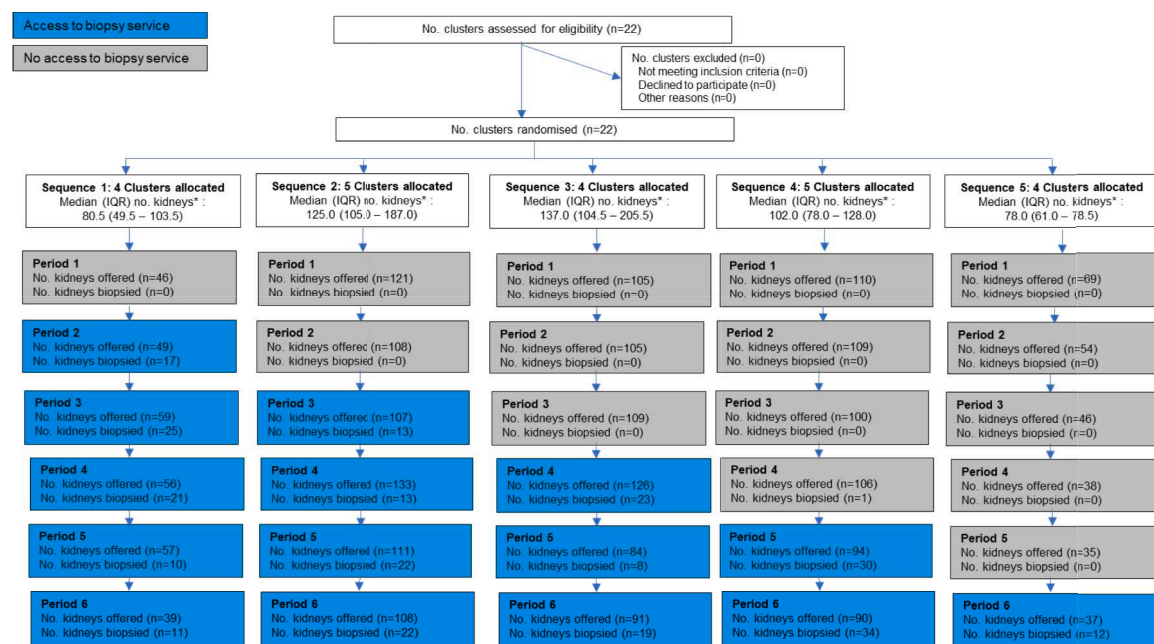 Access to biopsy service
No access to biopsy service
No. clusters assessed for eligibility (n=22)
No. clusters excluded (n=0)
Not meeting inclusion criteria (n=0)
Declined to participate (n=0)
Other reasons (n=0)
No. clusters randomised (n=22)
Sequence 1: 4 Clusters allocated
Median (IQR) no. kidneys* :
80.5 (49.5 – 103.5)
Sequence 2: 5 Clusters allocated
Median (IQR) no. kidneys* :
125.0 (105.0 – 187.0)
Sequence 3: 4 Clusters allocated
Median (IQR) no. kidneys* :
137.0 (104.5 – 205.5)
Sequence 4: 5 Clusters allocated
Median (IQR) no. kidneys* :
102.0 (78.0 – 128.0)
Sequence 5: 4 Clusters allocated
Median (IQR) no. kidneys* :
78.0 (61.0 – 78.5)
Period 1
No. kidneys offered (n=46)
No. kidneys biopsied (n=0)
Period 1
No. kidneys offered (n=121)
No. kidneys biopsied (n=0)
Period 1
No. kidneys offered (n=105)
No. kidneys biopsied (n=0)
Period 1
No. kidneys offered (n=110)
No. kidneys biopsied (n=0)
Period 1
No. kidneys offered (n=69)
No. kidneys biopsied (n=0)
Period 2
No. kidneys offered (n=49)
No. kidneys biopsied (n=17)
Period 2
No. kidneys offered (n=108)
No. kidneys biopsied (n=0)
Period 2
No. kidneys offered (n=105)
No. kidneys biopsied (n=0)
Period 2
No. kidneys offered (n=109)
No. kidneys biopsied (n=0)
Period 2
No. kidneys offered (n=54)
No. kidneys biopsied (n=0)
Period 3
No. kidneys offered (n=59)
No. kidneys biopsied (n=25)
Period 3
No. kidneys offered (n=107)
No. kidneys biopsied (n=13)
Period 3
No. kidneys offered (n=109)
No. kidneys biopsied (n=0)
Period 3
No. kidneys offered (n=100)
No. kidneys biopsied (n=0)
Period 3
No. kidneys offered (n=46)
No. kidneys biopsied (n=0)
Period 4
No. kidneys offered (n=56)
No. kidneys biopsied (n=21)
Period 4
No. kidneys offered (n=133)
No. kidneys biopsied (n=13)
Period 4
No. kidneys offered (n=126)
No. kidneys biopsied (n=23)
Period 4
No. kidneys offered (n=106)
No. kidneys biopsied (n=1)
Period 4
No. kidneys offered (n=38)
No. kidneys biopsied (n=0)
Period 5
No. kidneys offered (n=57)
No. kidneys biopsied (n=10)
Period 5
No. kidneys offered (n=111)
No. kidneys biopsied (n=22)
Period 5
No. kidneys offered (n=84)
No. kidneys biopsied (n=8)
Period 5
No. kidneys offered (n=94)
No. kidneys biopsied (n=30)
Period 5
No. kidneys offered (n=35)
No. kidneys biopsied (n=0)
Period 6
No. kidneys offered (n=39)
No. kidneys biopsied (n=11)
Period 6
No. kidneys offered (n=108)
No. kidneys biopsied (n=22)
Period 6
No. kidneys offered (n=91)
No. kidneys biopsied (n=19)
Period 6
No. kidneys offered (n=90)
No. kidneys biopsied (n=34)
Period 6
No. kidneys offered (n=37)
No. kidneys biopsied (n=12)